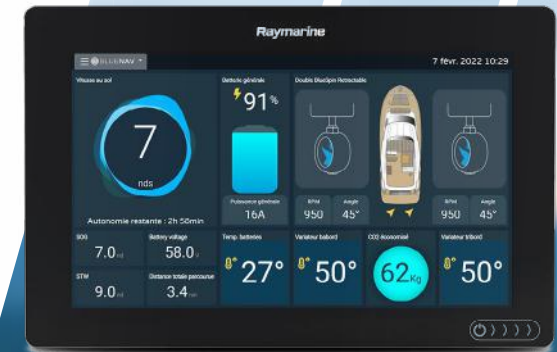 Raymarine
BLUENAV
7 févr. 2022 10:29
Vitesse au sol
7
nds
Autonomie restante : 2h 50min
SOG
7.0
Battery voltage
58.0
STW
9.0
Distance totale parcourue
3.4
Batterie générale
91%
Puissance générale
16A
Double BlueSpin Retractable
RPM
950
Angle
45°
RPM
950
Angle
45°
Temp. batteries
27°
Variateur babord
50°
CO2 économisé
62Kg
Variateur tribord
50°